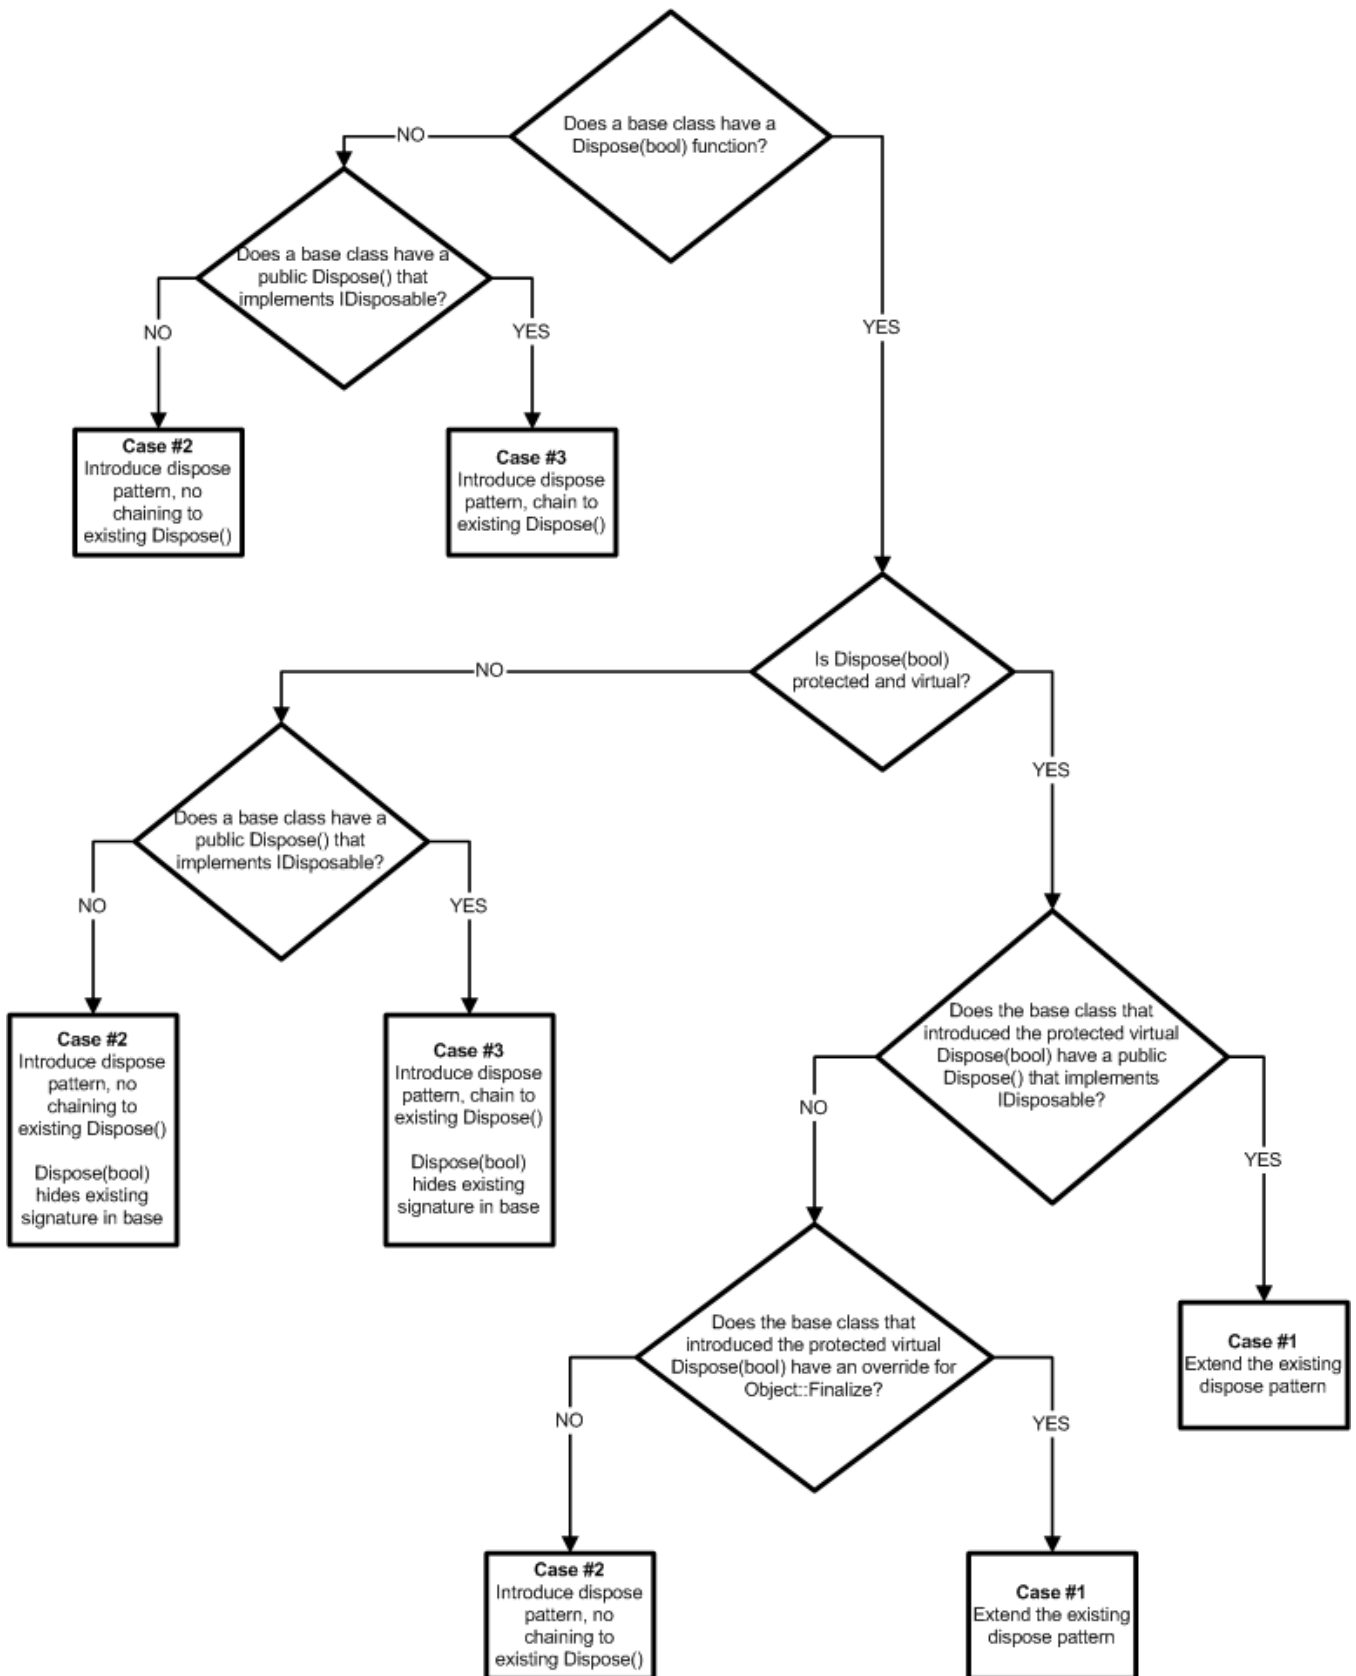 Does a base class have a
Dispose(bool) function?
NO
Does a base class have a
public Dispose() that
implements IDisposable?
NO
YES
YES
Case #2
Introduce dispose
pattern, no
chaining to
existing Dispose()
Case #3
Introduce dispose
pattern, chain to
existing Dispose()
Is Dispose(bool)
protected and virtual?
NO
YES
Does a base class have a
public Dispose() that
implements IDisposable?
NO
YES
Case #2
Introduce dispose
pattern, no
chaining to
existing Dispose()
Dispose(bool)
hides existing
signature in base
Case #3
Introduce dispose
pattern, chain to
existing Dispose()
Dispose(bool)
hides existing
signature in base
Does the base class that
introduced the protected virtual
Dispose(bool) have a public
Dispose() that implements
IDisposable?
NO
YES
Does the base class that
introduced the protected virtual
Dispose(bool) have an override for
Object::Finalize?
Case #1
Extend the existing
dispose pattern
NO
YES
Case #2
Introduce dispose
pattern, no
chaining to
existing Dispose()
Case #1
Extend the existing
dispose pattern